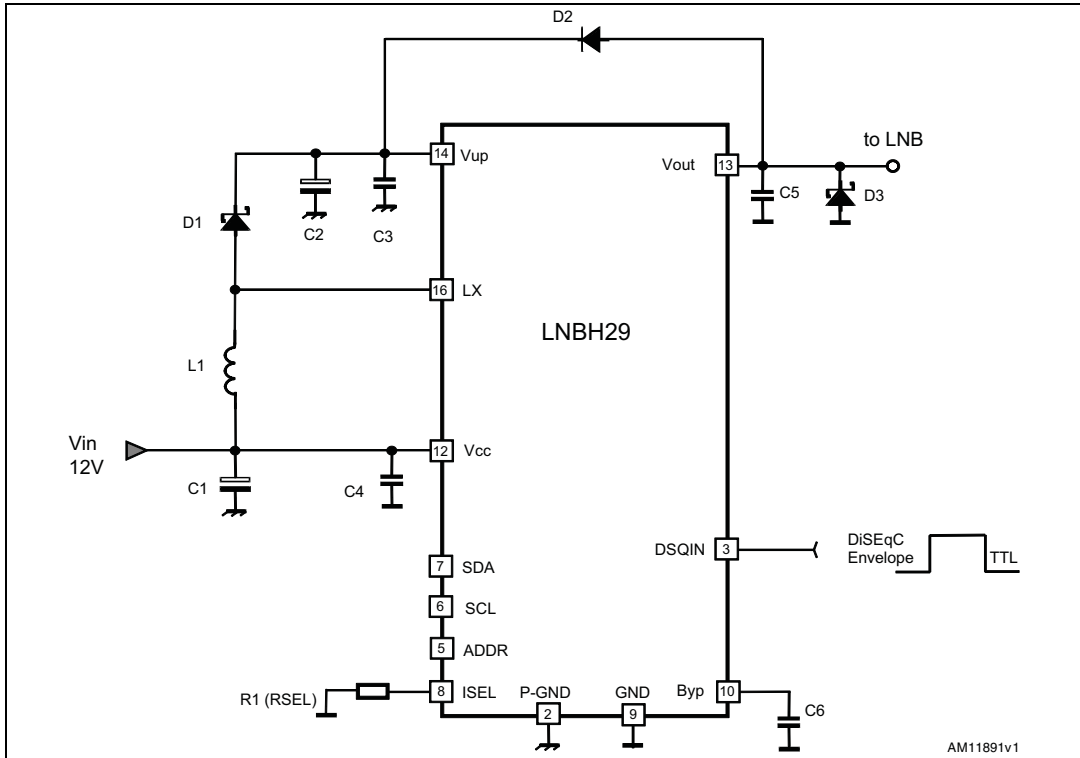 D2
to LNB
14 Vup
Vout 13
D1
C2
C3
C5
D3
16 LX
LNBH29
L1
Vin
12V
12 Vcc
C1
C4
DSQIN 3
DiSEqC
Envelope
TTL
7 SDA
6 SCL
5 ADDR
R1 (RSEL)
8 ISEL
P-GND
2
GND
9
Byp 10
C6
AM11891v1